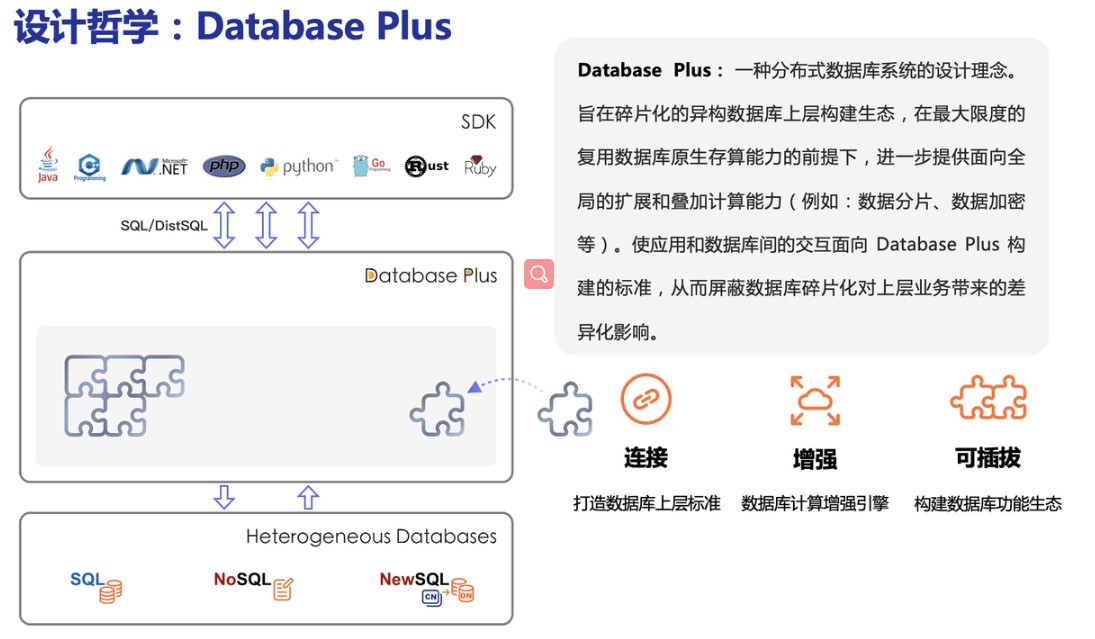 设计哲学：Database Plus
SDK
Java
Programming
Microsoft
.NET
php
python
Go
Programming
Rust
Ruby
SQL/DistSQL
Database Plus
Heterogeneous Databases
SQL
NoSQL
NewSQL
CN
DN
Database Plus： 一种分布式数据库系统的设计理念。
旨在碎片化的异构数据库上层构建生态，在最大限度的
复用数据库原生存算能力的前提下，进一步提供面向全
局的扩展和叠加计算能力（例如：数据分片、数据加密
等）。使应用和数据库间的交互面向 Database Plus 构
建的标准，从而屏蔽数据库碎片化对上层业务带来的差
异化影响。
连接
打造数据库上层标准
增强
数据库计算增强引擎
可插拔
构建数据库功能生态